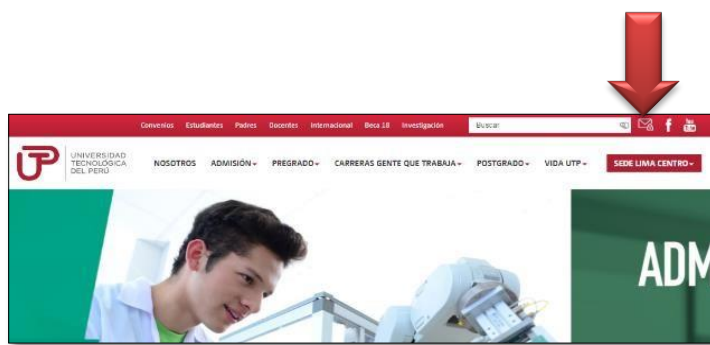 Convenios Estudiantes Padres Docentes Internacional Beca 18 Investigación Buscar
UNIVERSIDAD
TECNOLÓGICA
DEL PERÚ
NOSOTROS ADMISIÓN PREGRADO CARRERAS GENTE QUE TRABAJA POSTGRADO VIDA UTP SEDE LIMA CENTRO
ADM